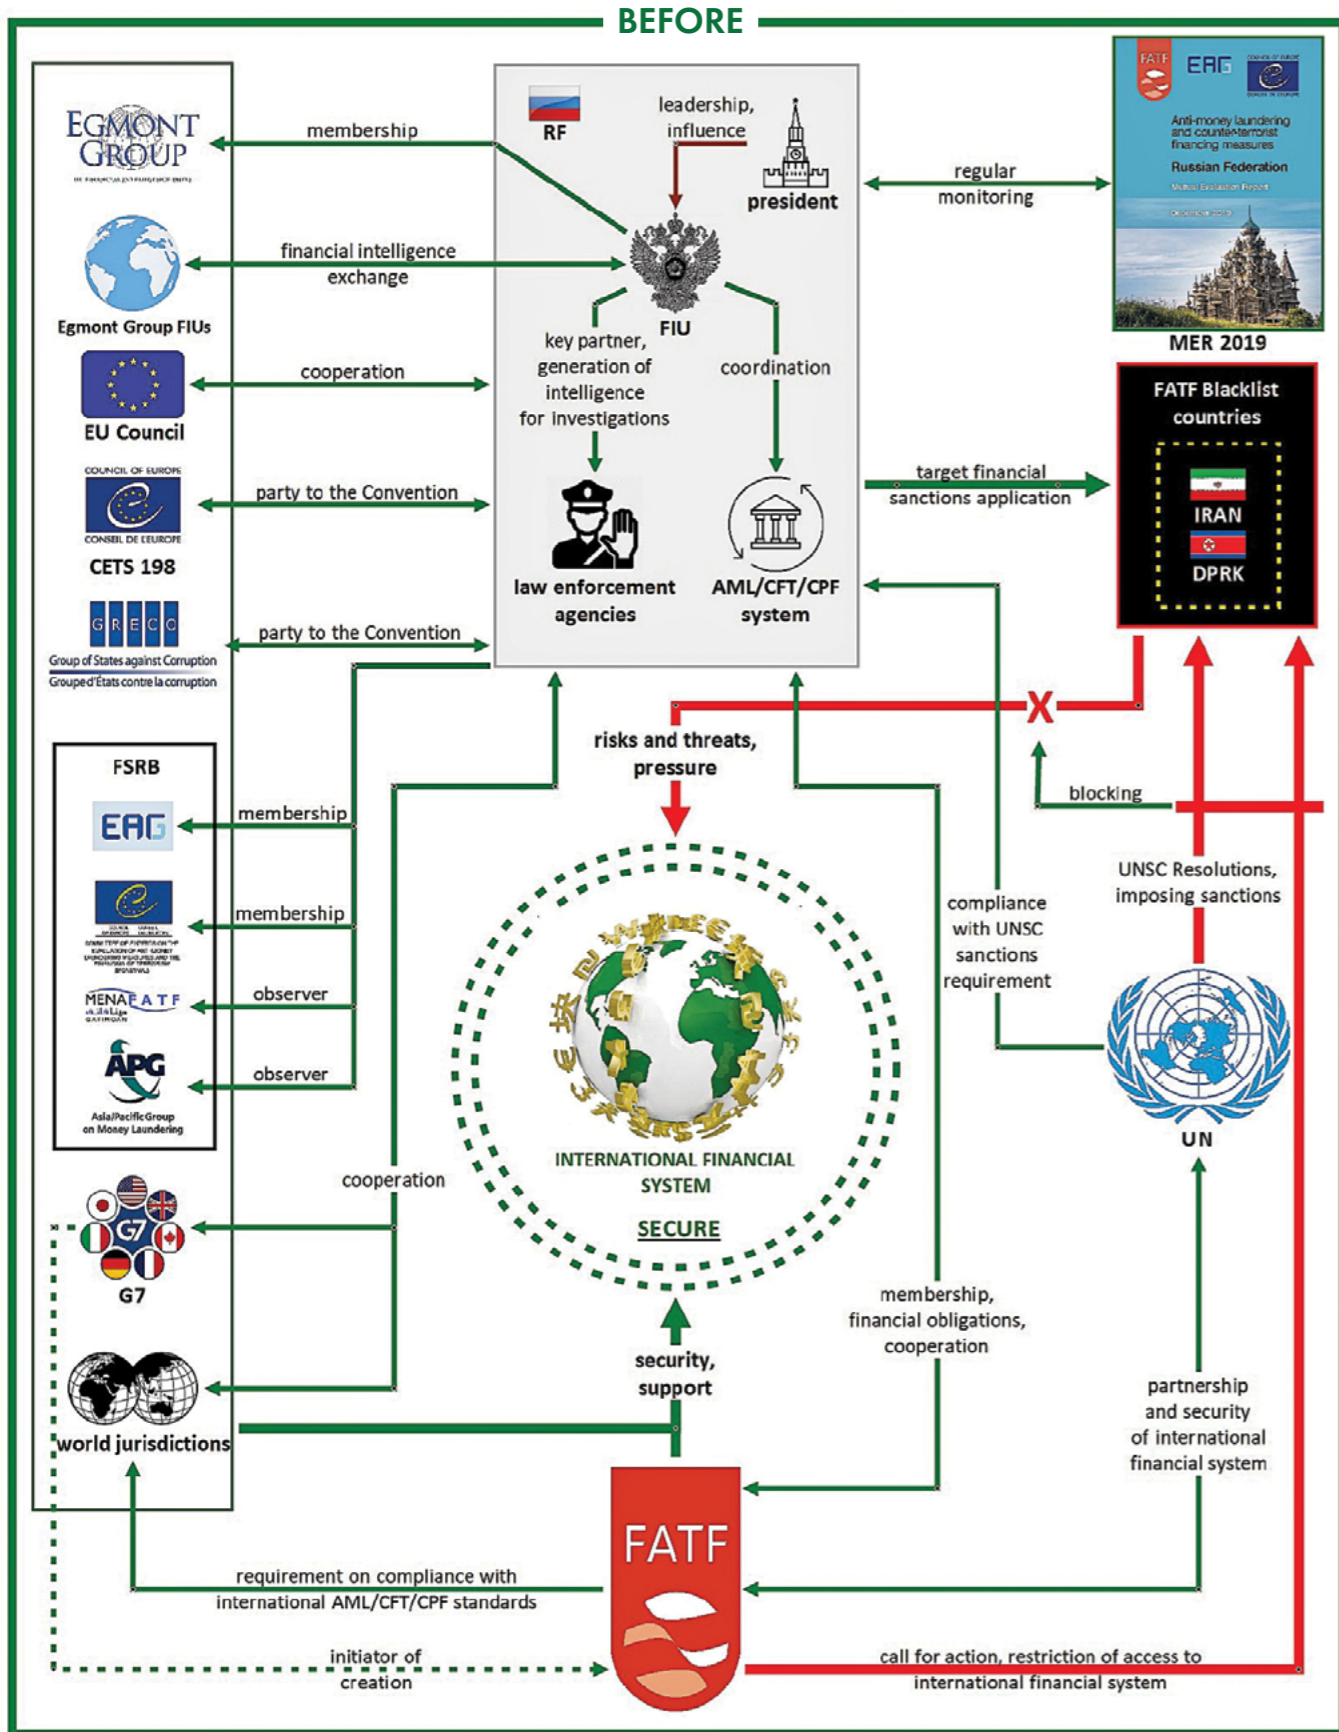 BEFORE
EGMONT
GROUP
membership
financial intelligence
exchange
Egmont Group FIUs
cooperation
EU Council
COUNCIL OF EUROPE
CONSEIL DE L'EUROPE
CETS 198
party to the Convention
GRECO
Group of States against Corruption
Groupe d'États contre la corruption
party to the Convention
RF
leadership,
influence
president
FIU
key partner,
generation of
intelligence
for investigations
coordination
law enforcement
agencies
AML/CFT/CPF
system
regular
monitoring
FATF
EAG
COUNCIL OF EUROPE
Anti-money laundering
and counter-terrorist
financing measures
Russian Federation
Mutual Evaluation Report
MER 2019
target financial
sanctions application
FATF Blacklist
countries
IRAN
DPRK
X
risks and threats,
pressure
blocking
UNSC Resolutions,
imposing sanctions
compliance
with UNSC
sanctions
requirement
UN
FSRB
EAG
membership
membership
MENAFATF
observer
APG
Asia/Pacific Group
on Money Laundering
observer
cooperation
G7
G7
world jurisdictions
INTERNATIONAL FINANCIAL
SYSTEM
SECURE
security,
support
membership,
financial obligations,
cooperation
partnership
and security
of international
financial system
FATF
requirement on compliance with
international AML/CFT/CPF standards
initiator of
creation
call for action, restriction of access to
international financial system